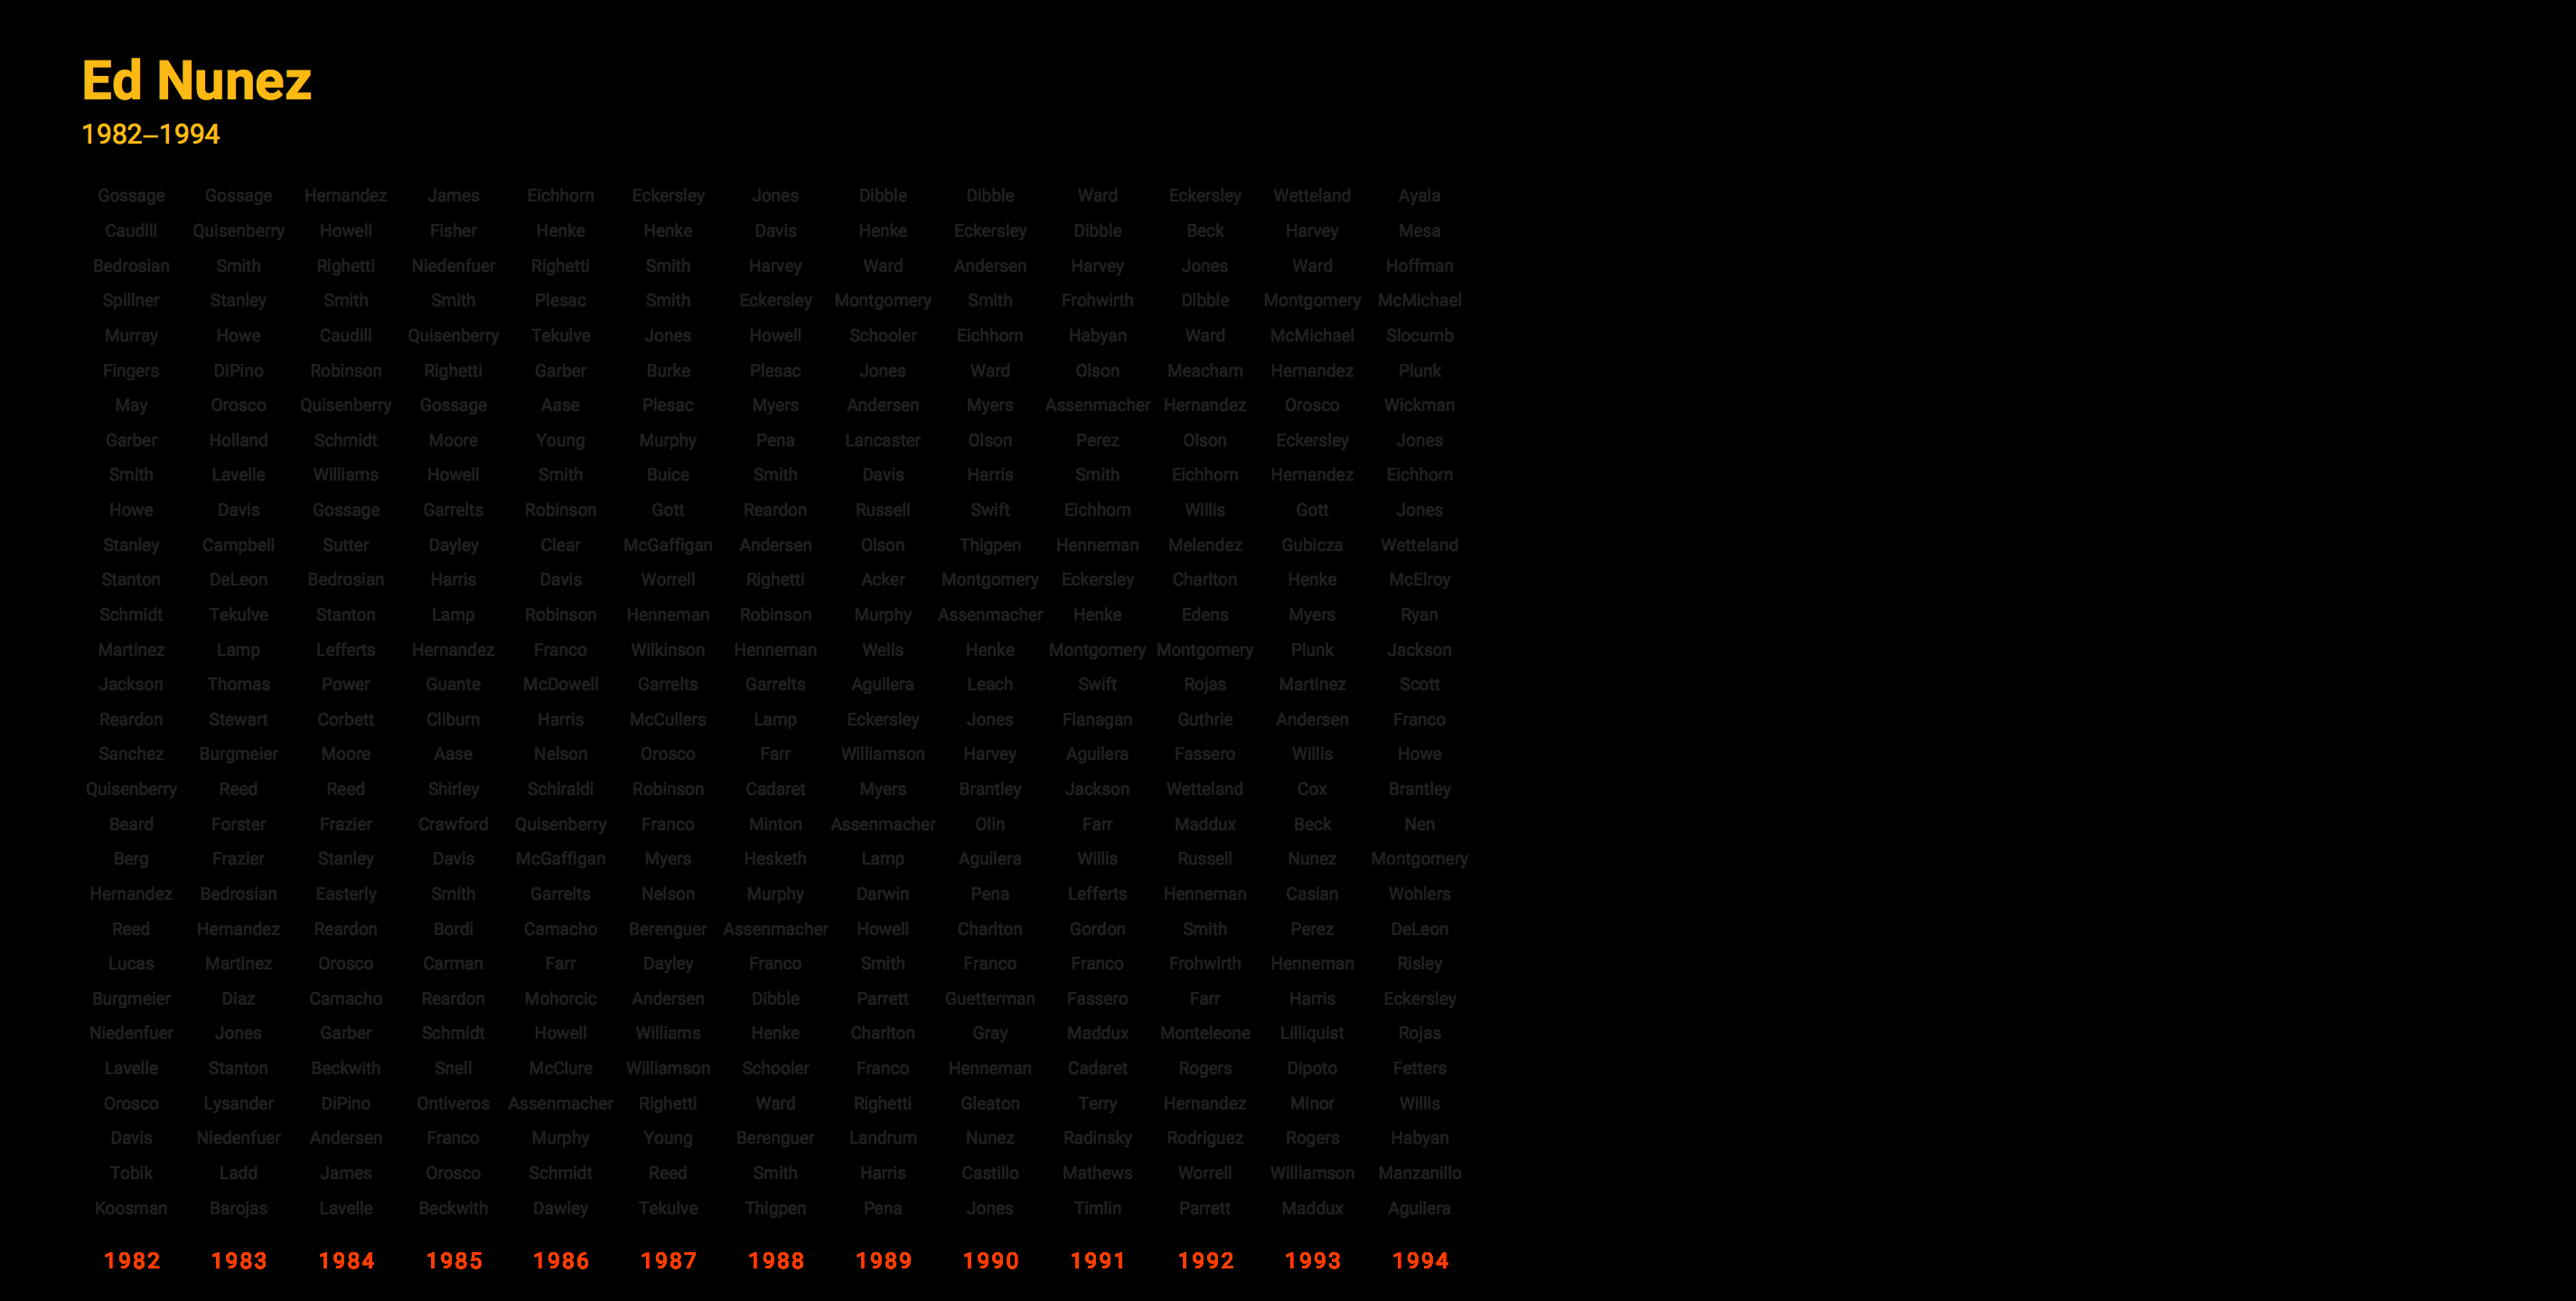 Ed Nunez
1982–1994
Gossage Gossage Hernandez James Eichhorn Eckersley Jones Dibble Dibble Ward Eckersley Wetteland Ayala
Caudill Quisenberry Howell Fisher Henke Henke Davis Henke Eckersley Dibble Beck Harvey Mesa
Bedrosian Smith Righetti Niedenfuer Righetti Smith Harvey Ward Andersen Harvey Jones Ward Hoffman
Spillner Stanley Smith Smith Plesac Smith Eckersley Montgomery Smith Frohwirth Dibble Montgomery McMichael
Murray Howe Caudill Quisenberry Tekulve Jones Howell Schooler Eichhorn Habyan Ward McMichael Slocumb
Fingers DiPino Robinson Righetti Garber Burke Plesac Jones Ward Olson Meacham Hernandez Plunk
May Orosco Quisenberry Gossage Aase Plesac Myers Andersen Myers Assenmacher Hernandez Orosco Wickman
Garber Holland Schmidt Moore Young Murphy Pena Lancaster Olson Perez Olson Eckersley Jones
Smith Lavelle Williams Howell Smith Buice Smith Davis Harris Smith Eichhorn Hernandez Eichhorn
Howe Davis Gossage Garrelts Robinson Gott Reardon Russell Swift Eichhorn Willis Gott Jones
Stanley Campbell Sutter Dayley Clear McGaffigan Andersen Olson Thigpen Henneman Melendez Gubicza Wetteland
Stanton DeLeon Bedrosian Harris Davis Worrell Righetti Acker Montgomery Eckersley Charlton Henke McElroy
Schmidt Tekulve Stanton Lamp Robinson Henneman Robinson Murphy Assenmacher Henke Edens Myers Ryan
Martinez Lamp Lefferts Hernandez Franco Wilkinson Henneman Wells Henke Montgomery Montgomery Plunk Jackson
Jackson Thomas Power Guante McDowell Garrelts Garrelts Aguilera Leach Swift Rojas Martinez Scott
Reardon Stewart Corbett Cliburn Harris McCullers Lamp Eckersley Jones Flanagan Guthrie Andersen Franco
Sanchez Burgmeier Moore Aase Nelson Orosco Farr Williamson Harvey Aguilera Fassero Willis Howe
Quisenberry Reed Reed Shirley Schiraldi Robinson Cadaret Myers Brantley Jackson Wetteland Cox Brantley
Beard Forster Frazier Crawford Quisenberry Franco Minton Assenmacher Olin Farr Maddux Beck Nen
Berg Frazier Stanley Davis McGaffigan Myers Hesketh Lamp Aguilera Willis Russell Nunez Montgomery
Hernandez Bedrosian Easterly Smith Garrelts Nelson Murphy Darwin Pena Lefferts Henneman Casian Wohlers
Reed Hernandez Reardon Bordi Camacho Berenguer Assenmacher Howell Charlton Gordon Smith Perez DeLeon
Lucas Martinez Orosco Carman Farr Dayley Franco Smith Franco Franco Frohwirth Henneman Risley
Burgmeier Diaz Camacho Reardon Mohorcic Andersen Dibble Parrett Guetterman Fassero Farr Harris Eckersley
Niedenfuer Jones Garber Schmidt Howell Williams Henke Charlton Gray Maddux Monteleone Lilliquist Rojas
Lavelle Stanton Beckwith Snell McClure Williamson Schooler Franco Henneman Cadaret Rogers Dipoto Fetters
Orosco Lysander DiPino Ontiveros Assenmacher Righetti Ward Righetti Gleaton Terry Hernandez Minor Willis
Davis Niedenfuer Andersen Franco Murphy Young Berenguer Landrum Nunez Radinsky Rodriguez Rogers Habyan
Tobik Ladd James Orosco Schmidt Reed Smith Harris Castillo Mathews Worrell Williamson Manzanillo
Koosman Barojas Lavelle Beckwith Dawley Tekulve Thigpen Pena Jones Timlin Parrett Maddux Aguilera
1982 1983 1984 1985 1986 1987 1988 1989 1990 1991 1992 1993 1994